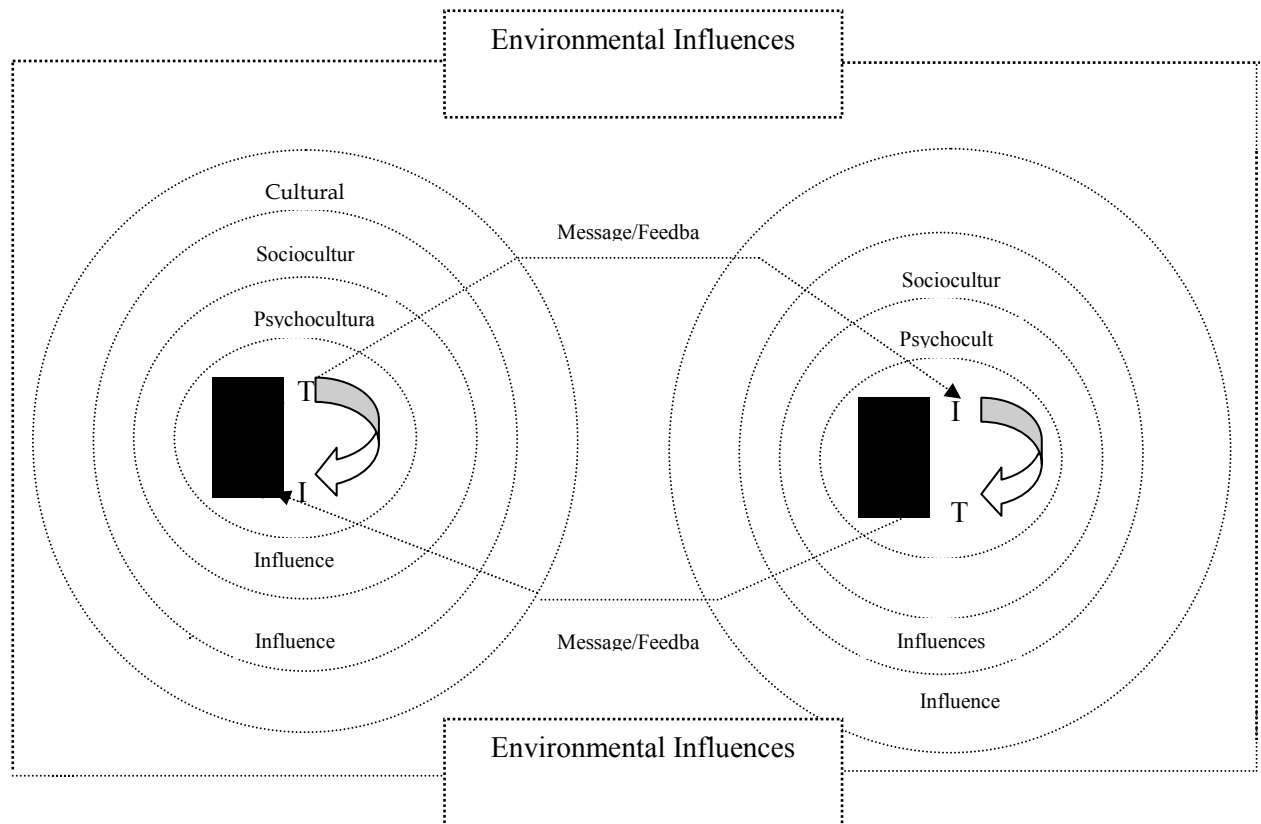 Environmental Influences
Cultural
Sociocultur
Psychocultura
T
I
Influence
Influence
Message/Feedba
Message/Feedba
Sociocultur
Psychocult
I
T
Influences
Influence
Environmental Influences